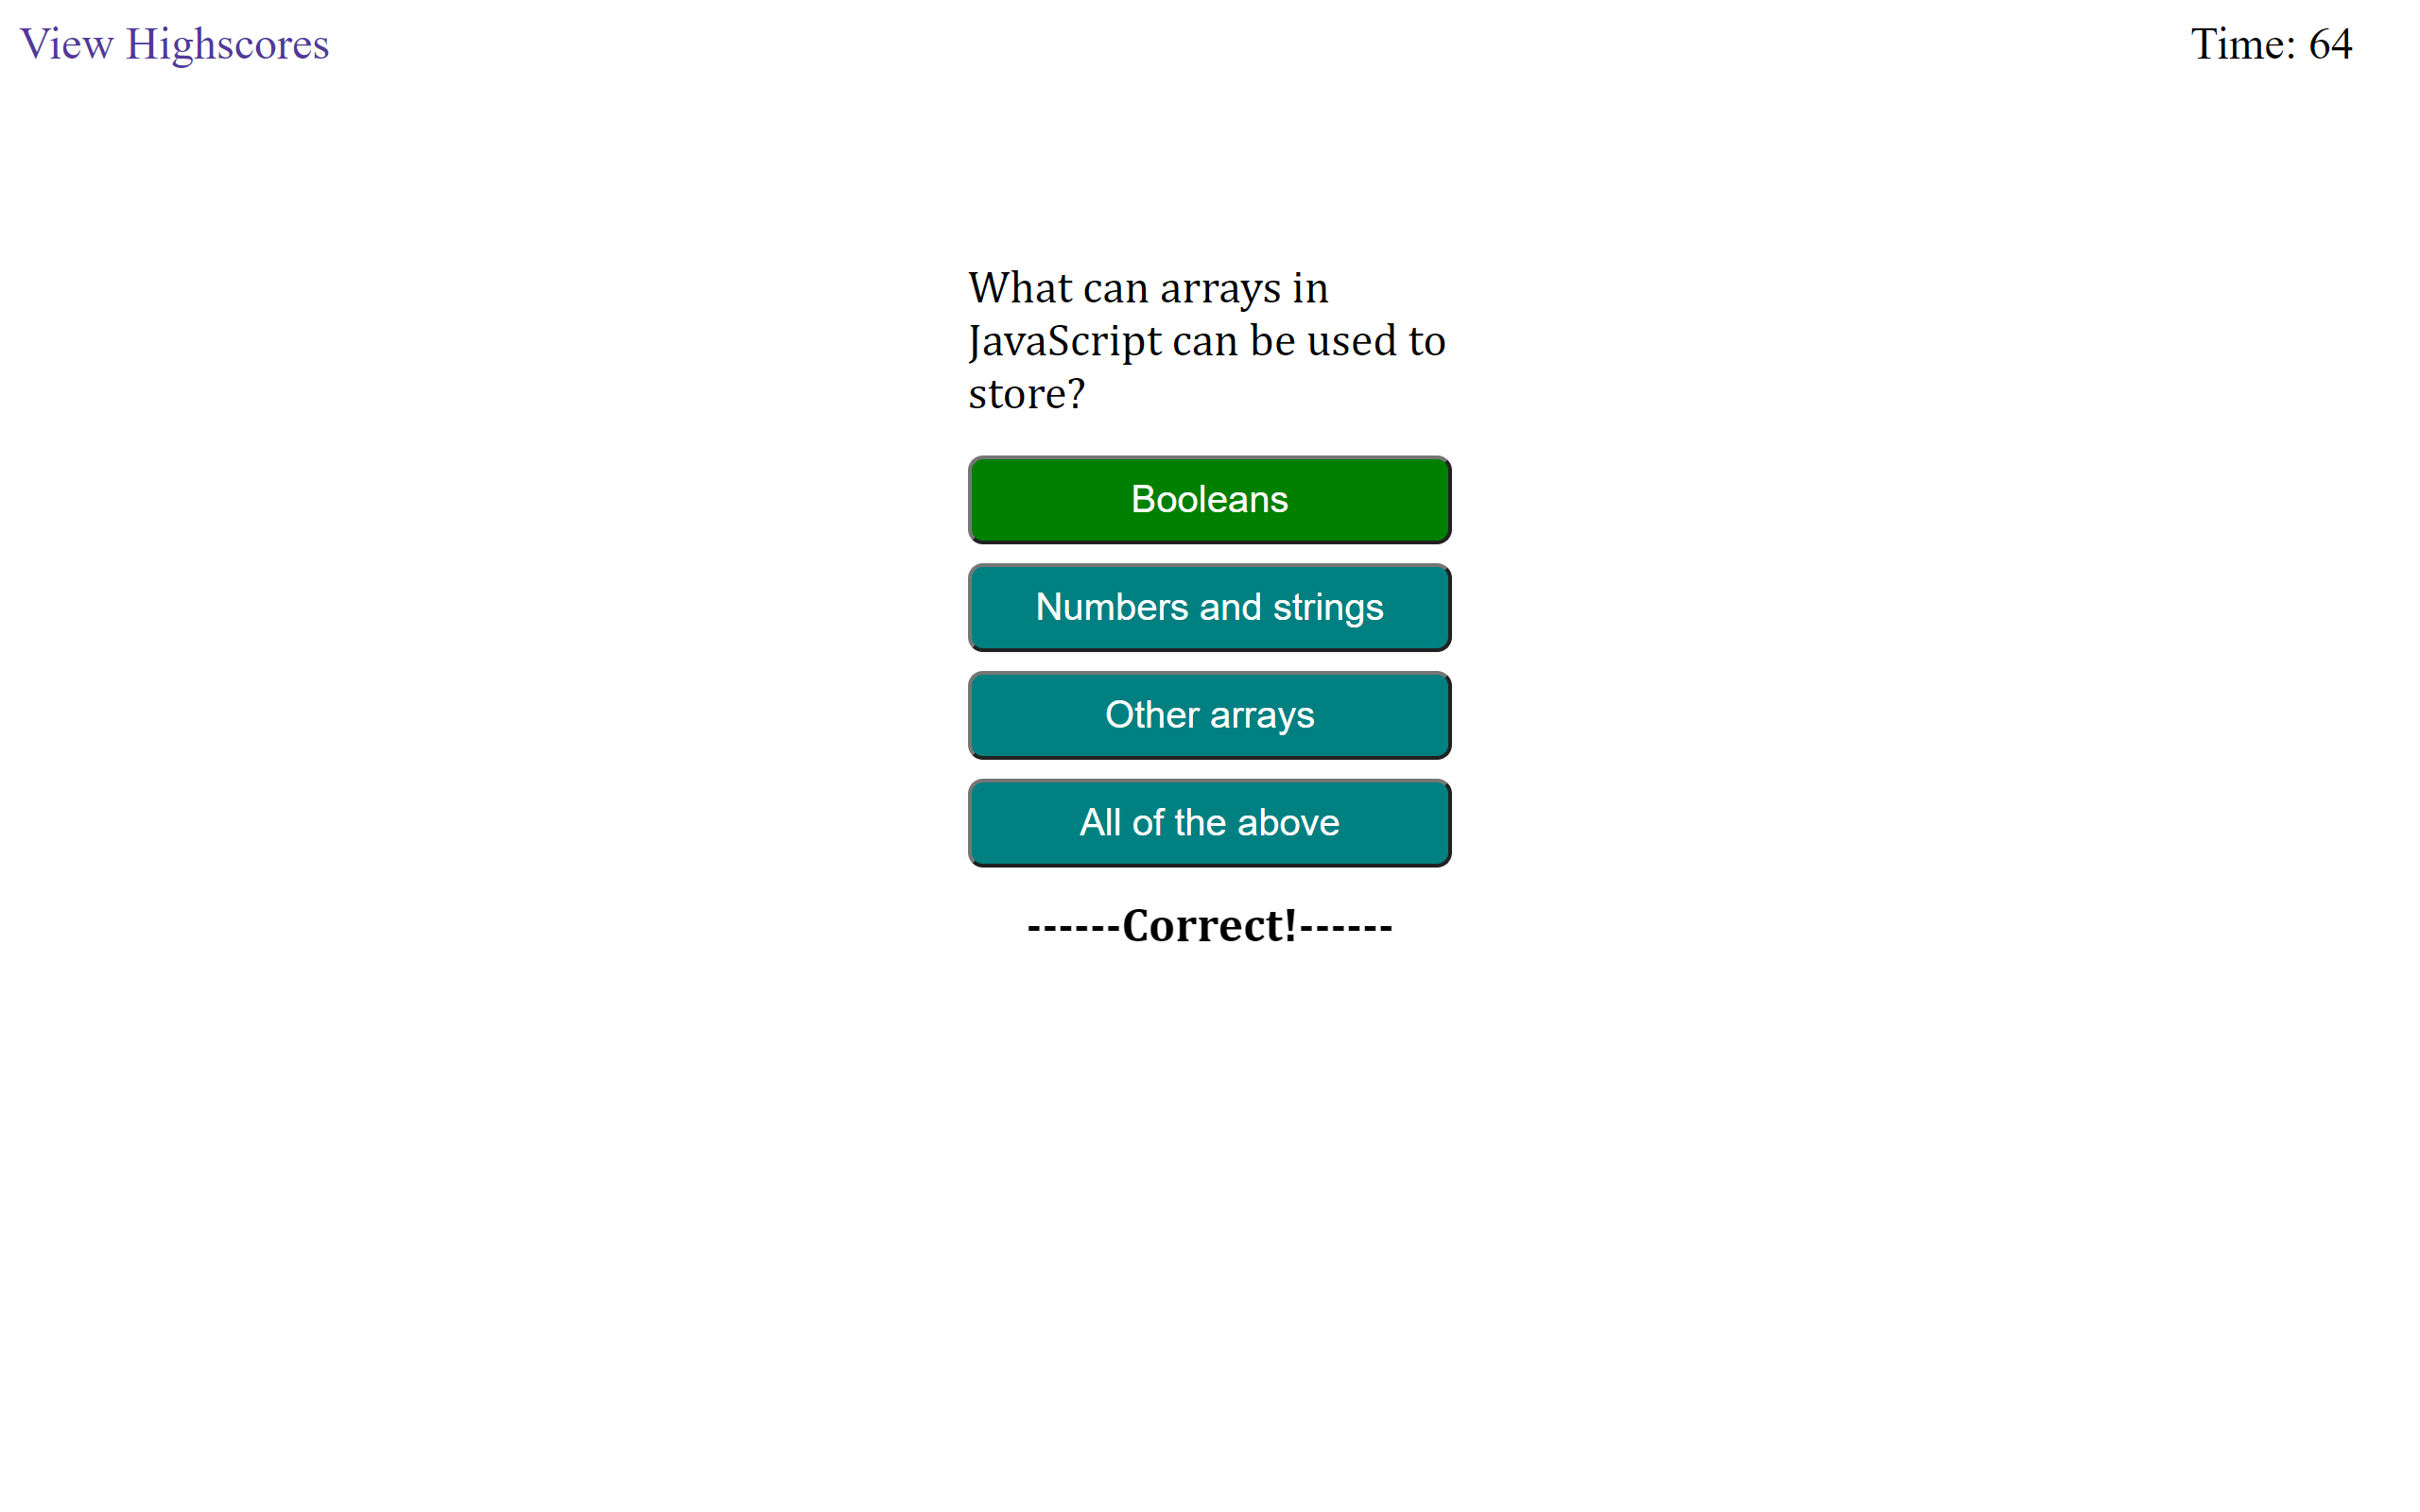 View Highscores
Time: 64
What can arrays in
JavaScript can be used to
store?
Booleans
Numbers and strings
Other arrays
All of the above
------Correct!------